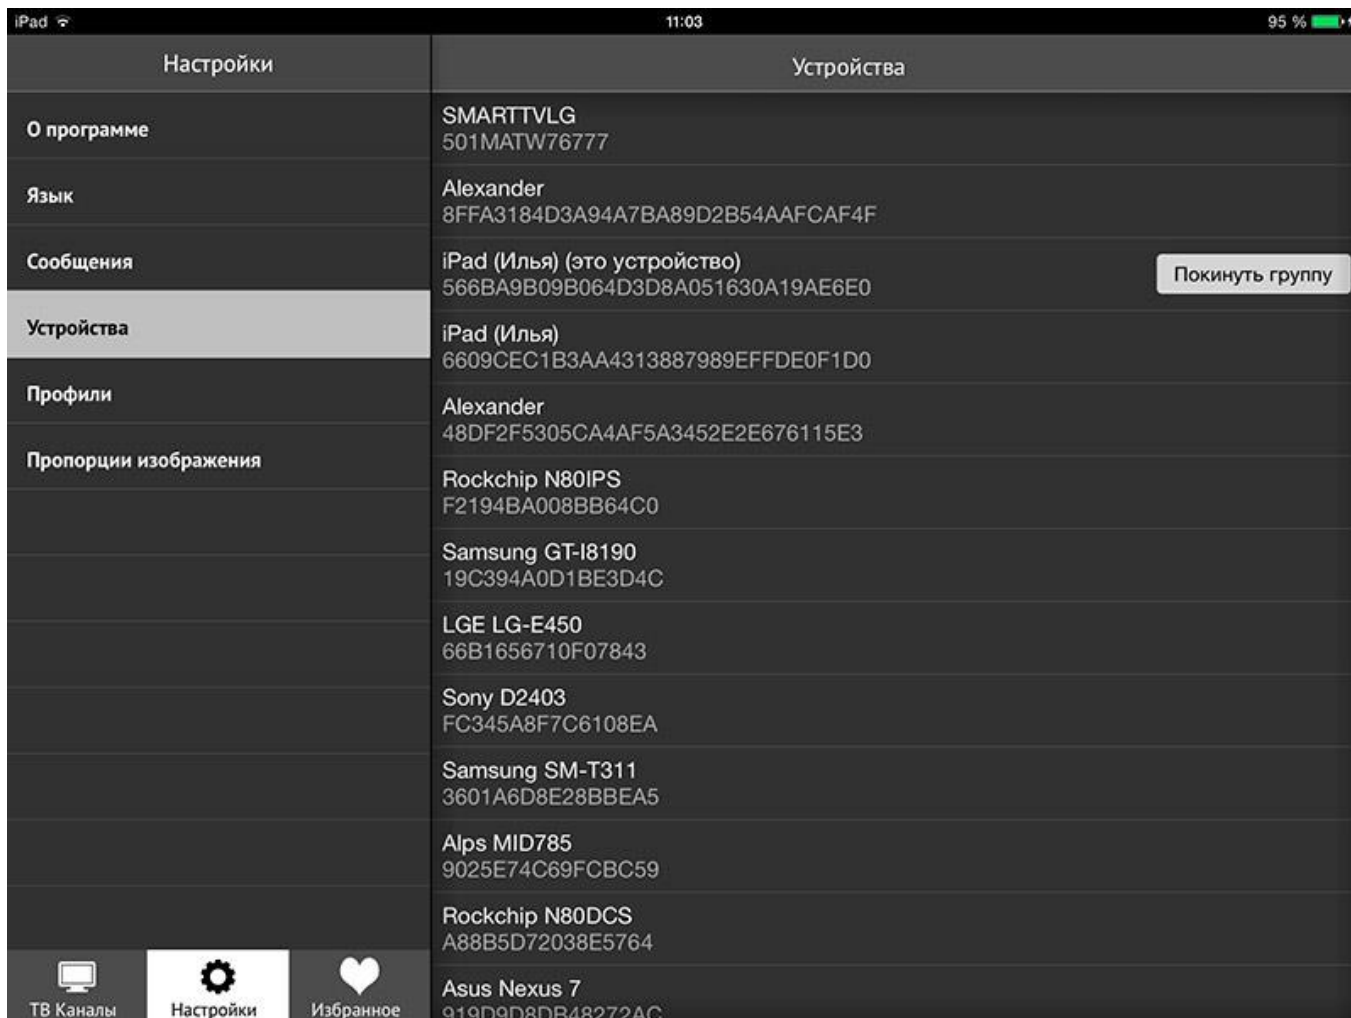 iPad
11:03
95 %
Настройки
Устройства
О программе
Язык
Сообщения
Устройства
Профили
Пропорции изображения
SMARTTVLG
501MATW76777
Alexander
8FFA3184D3A94A7BA89D2B54AAFCAF4F
iPad (Илья) (это устройство)
566BA9B09B064D3D8A051630A19AE6E0
Покинуть группу
iPad (Илья)
6609CEC1B3AA4313887989EFFDE0F1D0
Alexander
48DF2F5305CA4AF5A3452E2E676115E3
Rockchip N80IPS
F2194BA008BB64C0
Samsung GT-I8190
19C394A0D1BE3D4C
LGE LG-E450
66B1656710F07843
Sony D2403
FC345A8F7C6108EA
Samsung SM-T311
3601A6D8E28BBEA5
Alps MID785
9025E74C69FCBC59
Rockchip N80DCS
A88B5D72038E5764
Asus Nexus 7
919D9D8DB48272AC
ТВ Каналы
Настройки
Избранное